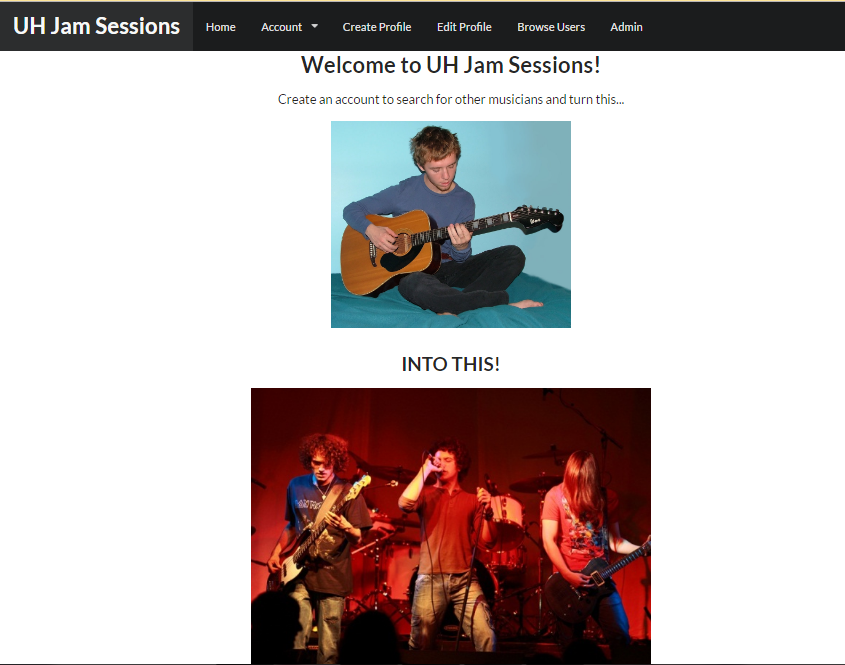 UH Jam Sessions Home Account Create Profile Edit Profile Browse Users Admin
Welcome to UH Jam Sessions!
Create an account to search for other musicians and turn this...
INTO THIS!